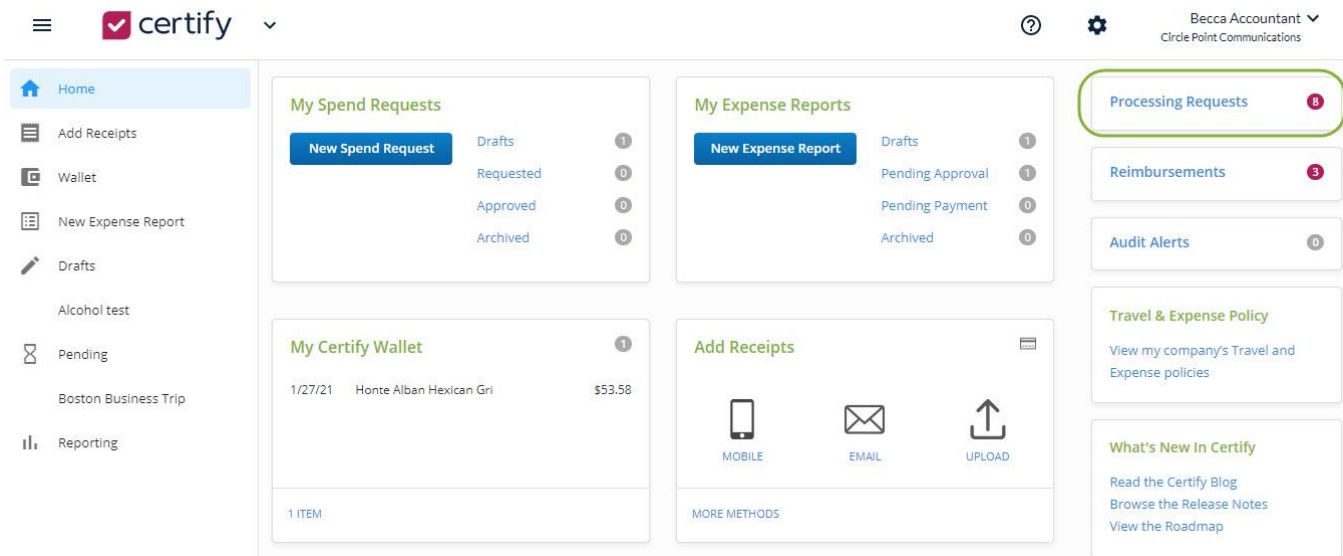 certify
Becca Accountant
Circle Point Communications
Home
Add Receipts
Wallet
New Expense Report
Drafts
Alcohol test
Pending
Boston Business Trip
Reporting
My Spend Requests
New Spend Request
Drafts 1
Requested 0
Approved 0
Archived 0
My Expense Reports
New Expense Report
Drafts 1
Pending Approval 1
Pending Payment 0
Archived 0
My Certify Wallet 1
1/27/21 Honte Alban Hexican Gri $53.58
1 ITEM
Add Receipts
MOBILE EMAIL UPLOAD
MORE METHODS
Processing Requests 8
Reimbursements 3
Audit Alerts 0
Travel & Expense Policy
View my company's Travel and
Expense policies
What's New In Certify
Read the Certify Blog
Browse the Release Notes
View the Roadmap